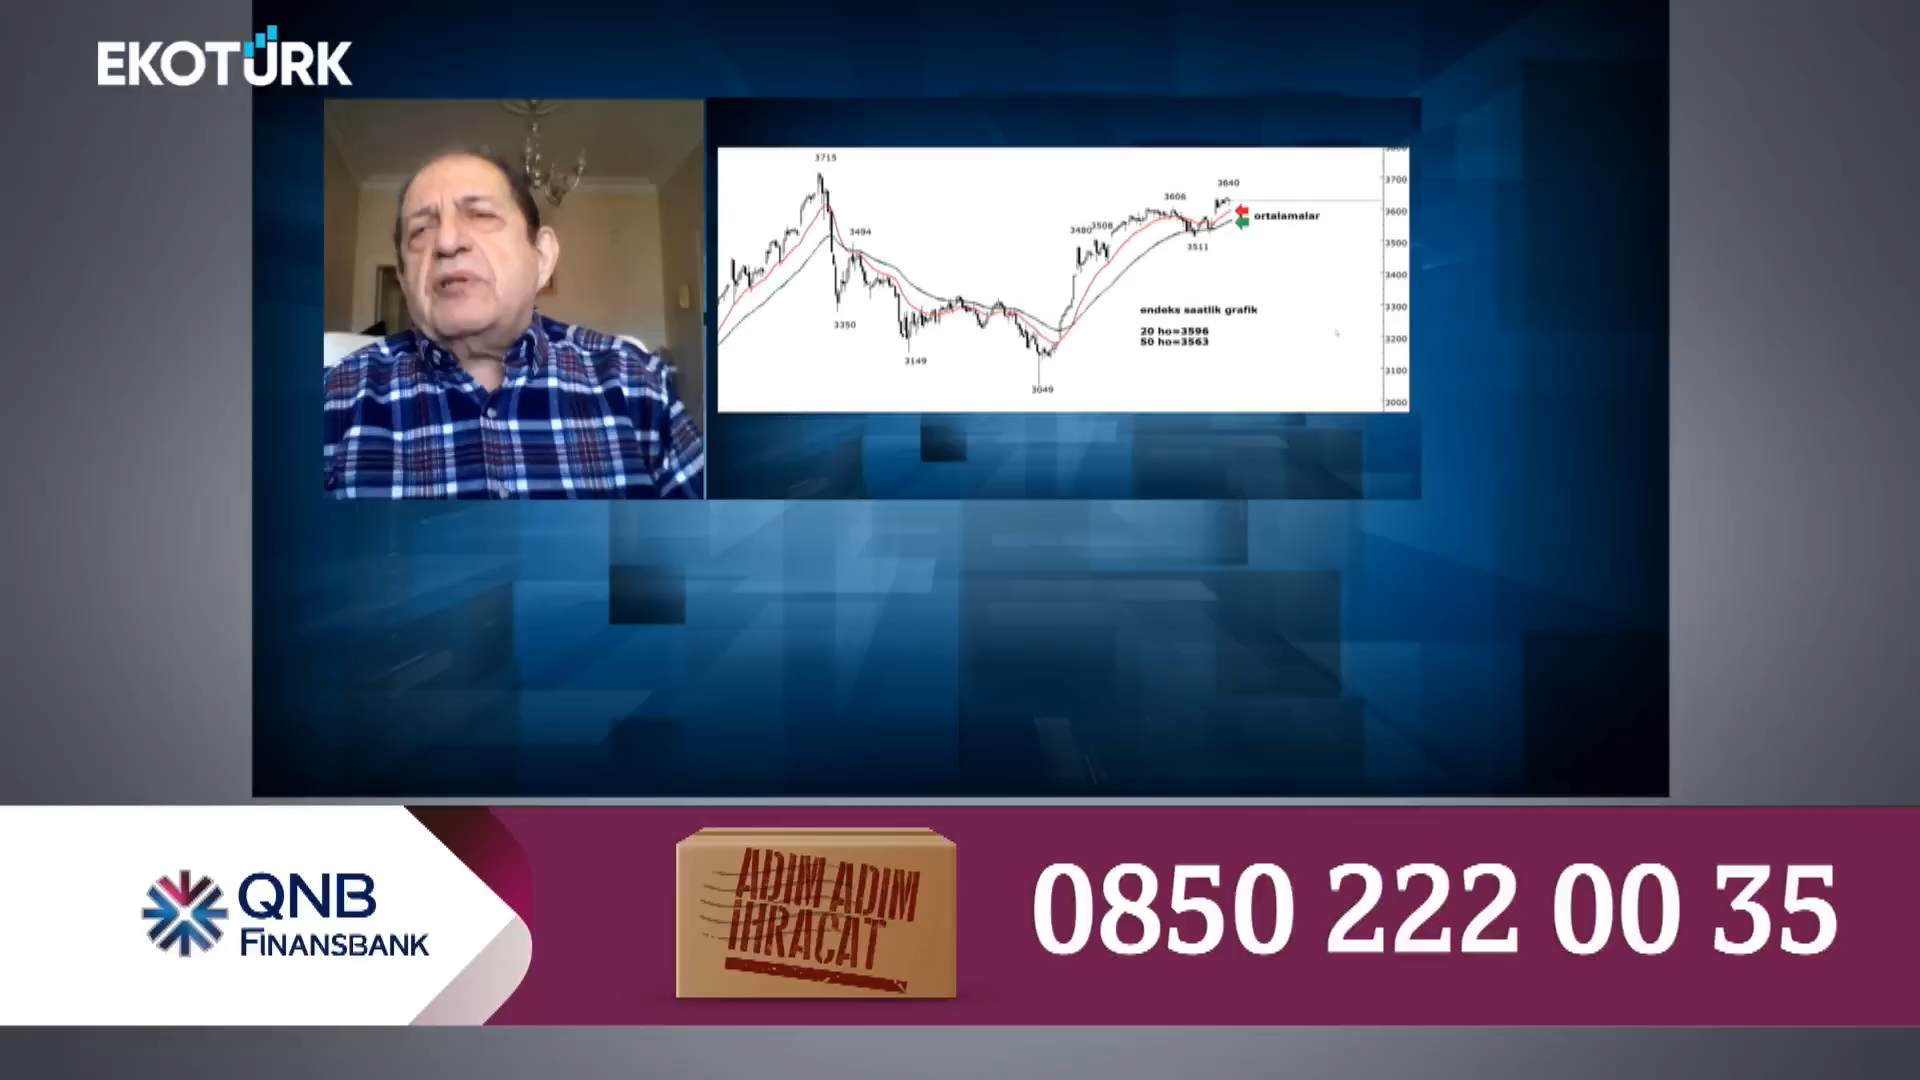 EKOTÜRK
3715
3494
3350
3149
3049
3480
3508
3606
3511
3640
ortalamalar
endeks saatlik grafik
20 ho=3596
50 ho=3563
3800
3700
3600
3500
3400
3300
3200
3100
3000
QNB
FINANSBANK
ADIM ADIM
İHRACAT
0850 222 00 35